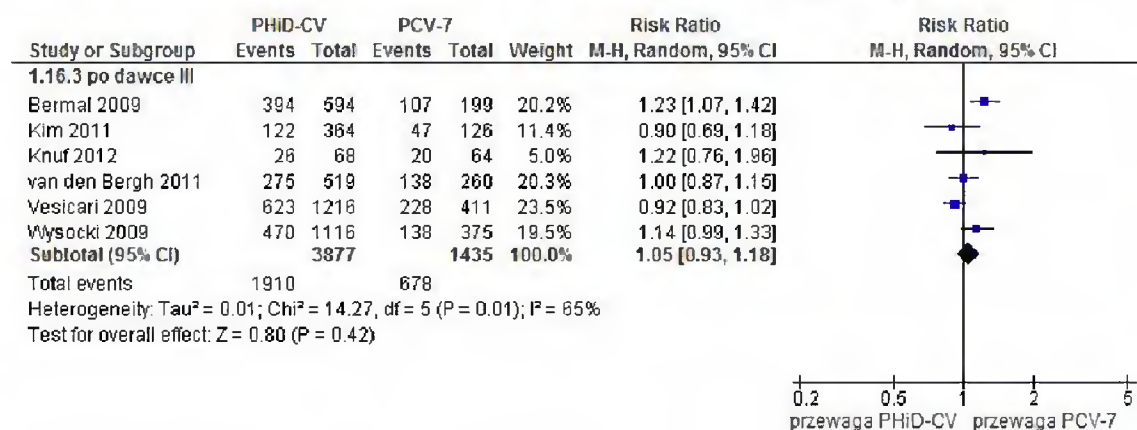 PHiD-CV PCV-7 Risk Ratio Risk Ratio
Study or Subgroup Events Total Events Total Weight M-H, Random, 95% CI M-H, Random, 95% CI
1.16.3 po dawce III
Bermal 2009 394 594 107 199 20.2% 1.23 [1.07, 1.42]
Kim 2011 122 364 47 126 11.4% 0.90 [0.69, 1.18]
Knuf 2012 26 68 20 64 5.0% 1.22 [0.76, 1.96]
van den Bergh 2011 275 519 138 260 20.3% 1.00 [0.87, 1.15]
Vesicari 2009 623 1216 228 411 23.5% 0.92 [0.83, 1.02]
Wysocki 2009 470 1116 138 375 19.5% 1.14 [0.99, 1.33]
Subtotal (95% CI) 3877 1435 100.0% 1.05 [0.93, 1.18]
Total events 1910 678
Heterogeneity: Tau² = 0.01; Chi² = 14.27, df = 5 (P = 0.01); I² = 65%
Test for overall effect: Z = 0.80 (P = 0.42)
0.2 0.5 1 2 5
przewaga PHiD-CV przewaga PCV-7